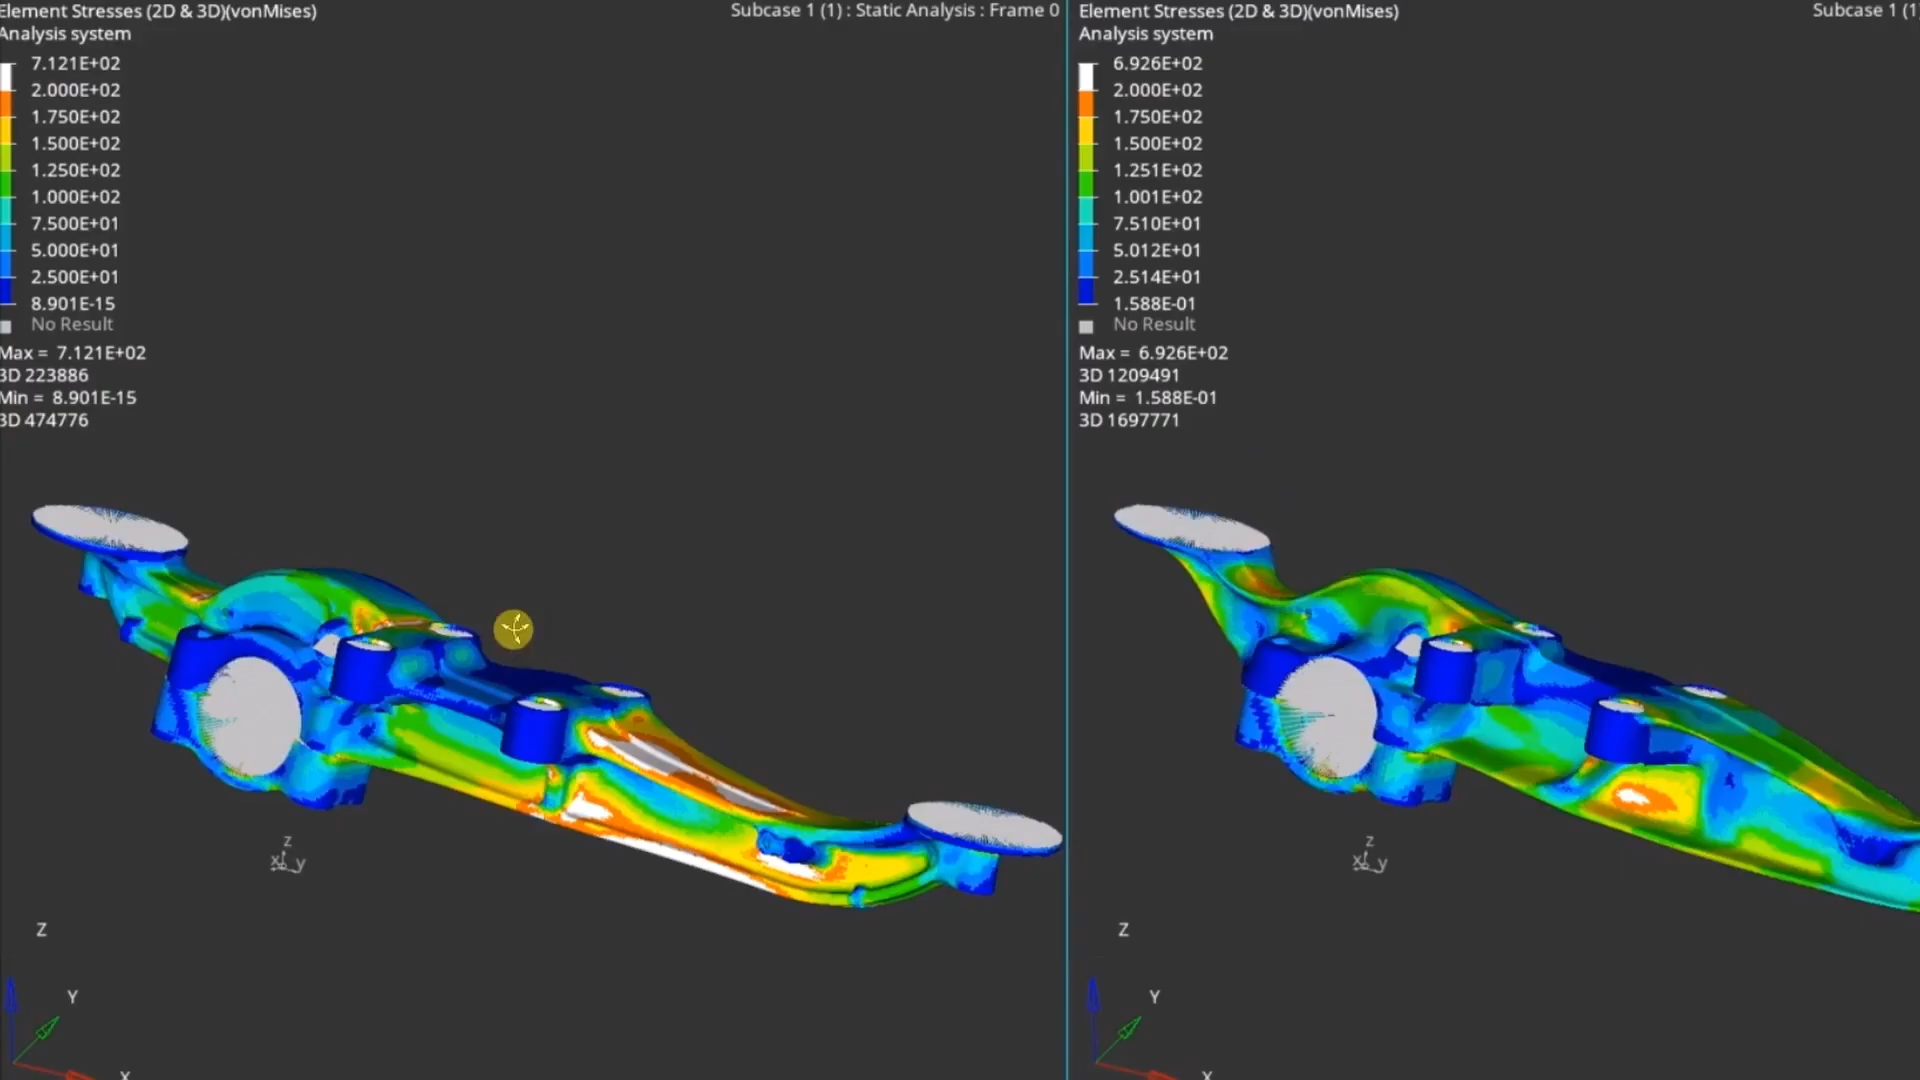 Element Stresses (2D & 3D)(vonMises)
Analysis system
7.121E+02
2.000E+02
1.750E+02
1.500E+02
1.250E+02
1.000E+02
7.500E+01
5.000E+01
2.500E+01
8.901E-15
No Result
Max = 7.121E+02
3D 223886
Min = 8.901E-15
3D 474776
Subcase 1 (1) : Static Analysis : Frame 0
z
x y
Z
Y
X
Element Stresses (2D & 3D)(vonMises)
Analysis system
6.926E+02
2.000E+02
1.750E+02
1.500E+02
1.251E+02
1.001E+02
7.510E+01
5.012E+01
2.514E+01
1.588E-01
No Result
Max = 6.926E+02
3D 1209491
Min = 1.588E-01
3D 1697771
Subcase 1 (1
z
x y
Z
Y
X